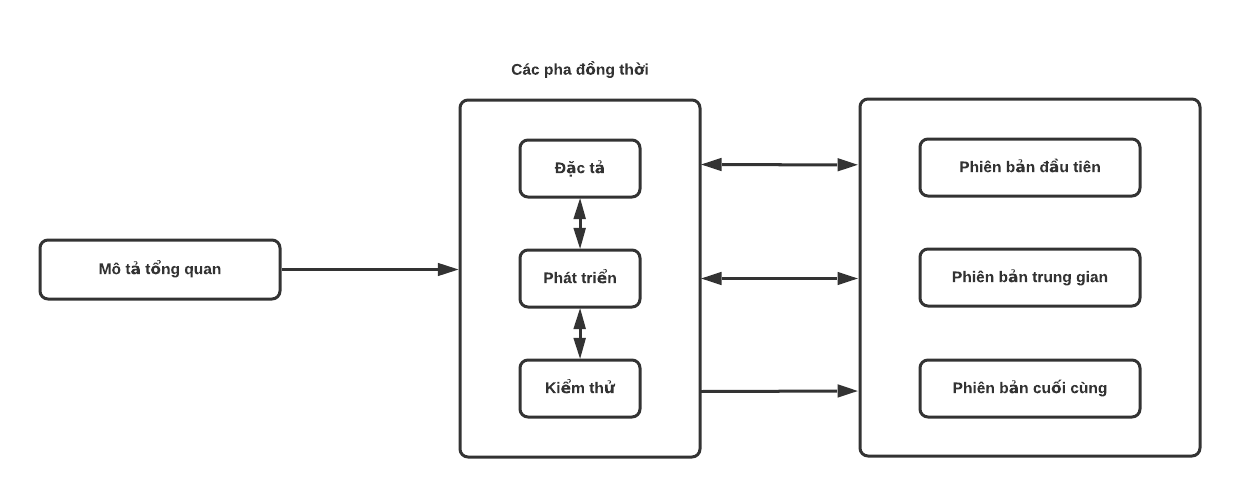 Các pha đồng thời
Mô tả tổng quan
Đặc tả
Phát triển
Kiểm thử
Phiên bản đầu tiên
Phiên bản trung gian
Phiên bản cuối cùng